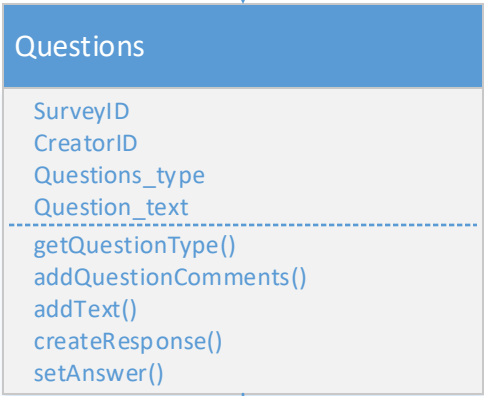 Questions
SurveyID
CreatorID
Questions_type
Question_text
getQuestionType()
addQuestionComments()
addText()
createResponse()
setAnswer()